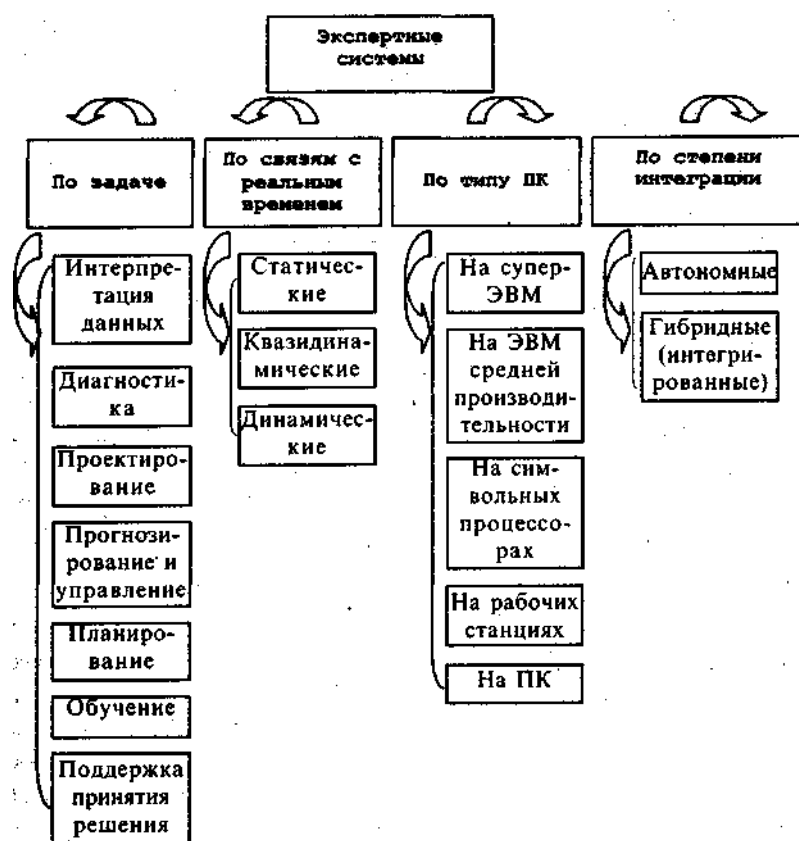 Экспертные
системы
По задаче
По связям с
реальным
временем
По типу ПК
По степени
интеграции
Интерпре-
тация
данных
Диагности-
ка
Проектиро-
вание
Прогнози-
рование и
управление
Планиро-
вание
Обучение
Поддержка
принятия
решения
Статичес-
кие
Квазидина-
мические
Динамичес-
кие
На супер-
ЭВМ
На ЭВМ
средней
производи-
тельности
На сим-
вольных
процессо-
рах
На рабочих
станциях
На ПК
Автономные
Гибридные
(интегри-
рованные)